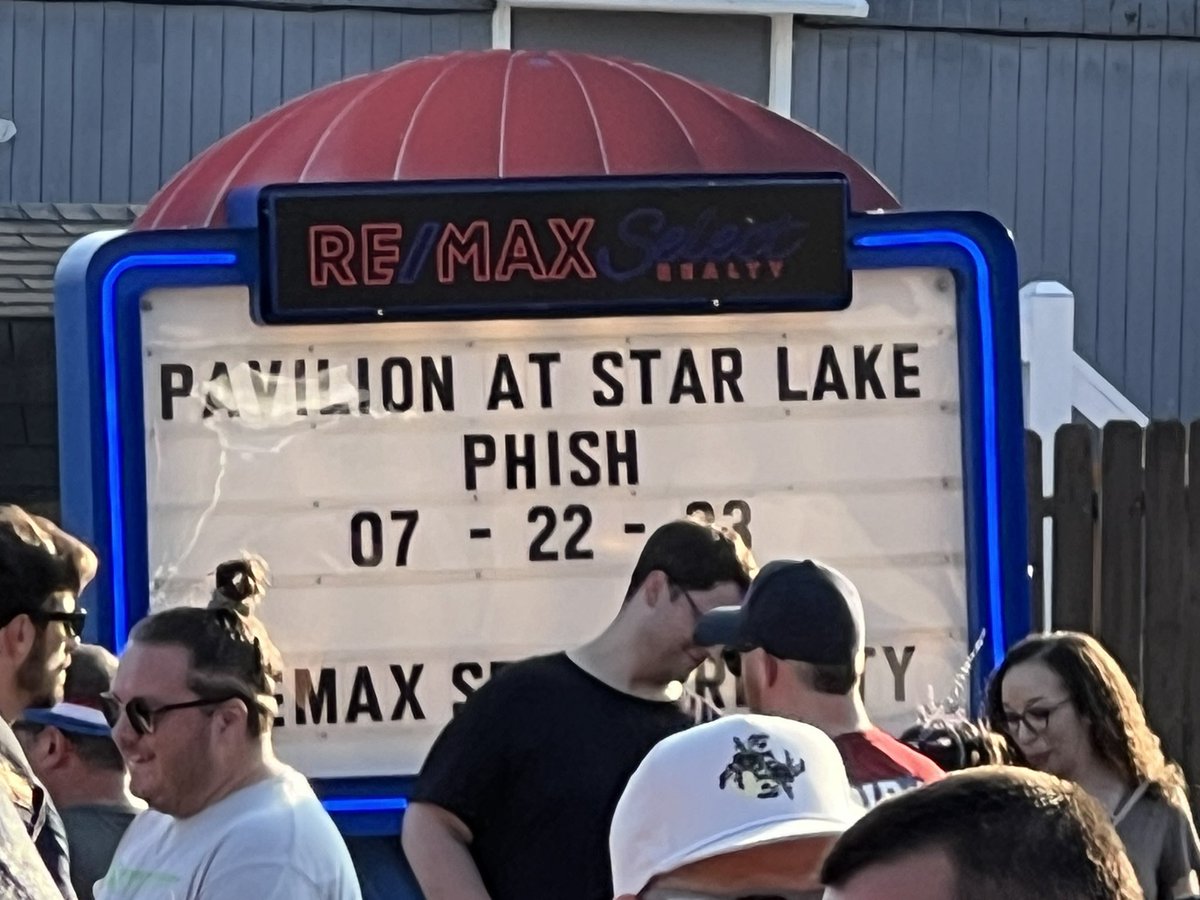 RE/MAX Select
REALTY
PAVILION AT STAR LAKE
PHISH
07 - 22 - 23